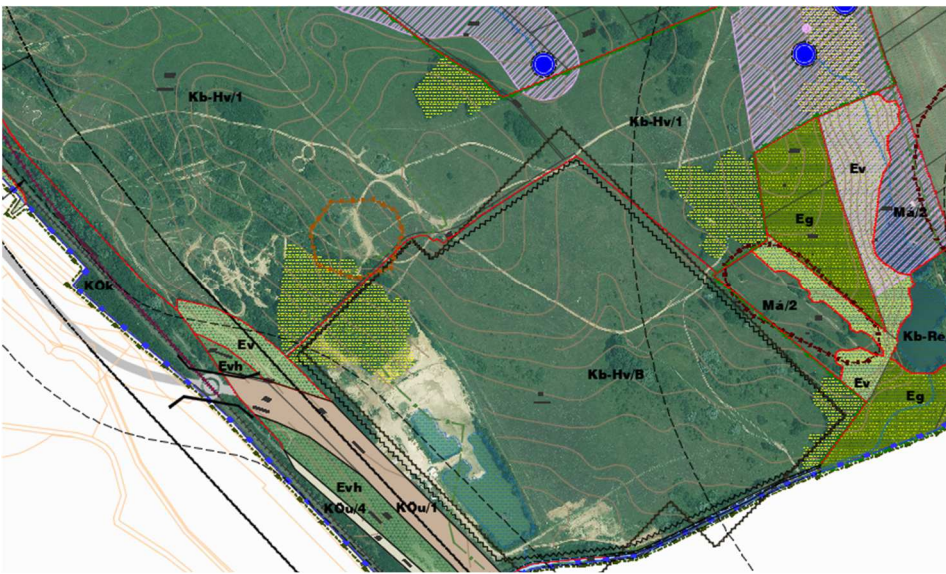 Kb-Hv/1
Kb-Hv/1
Ev
Má/2
Eg
KOk
Má/2
Kb-Re
Ev
Evh
Kb-Hv/B
Ev
Eg
Evh
KÖu/4
KÖu/1